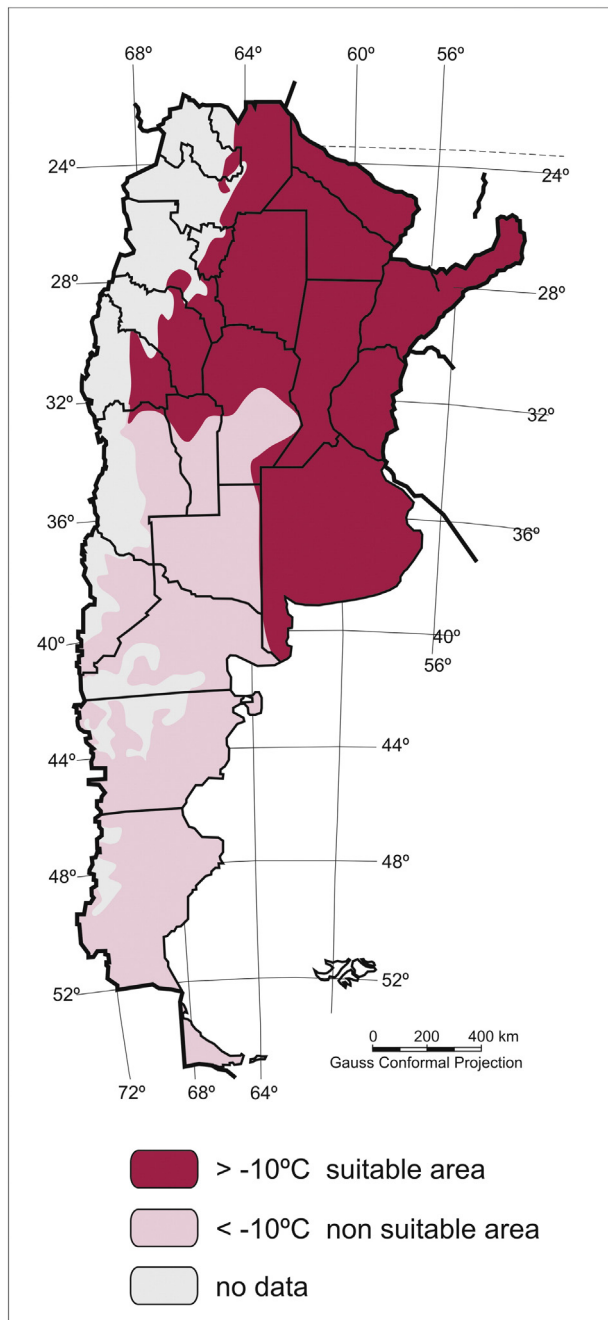 68º 64º 60º 56º
24º 24º
28º 28º
32º 32º
36º 36º
40º 40º
56º
44º 44º
48º 48º
52º 52º
0 200 400 km
Gauss Conformal Projection
72º 68º 64º
> -10ºC suitable area
< -10ºC non suitable area
no data